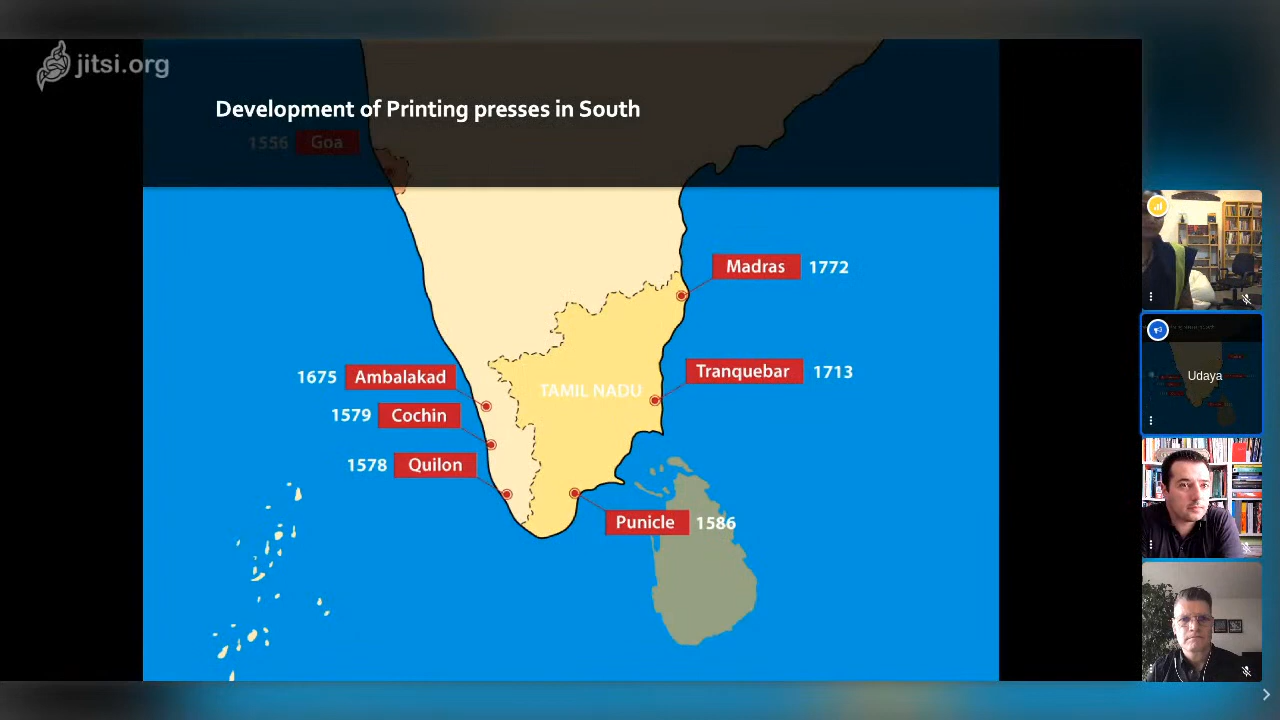 jitsi.org
Development of Printing presses in South
1556 Goa
Madras 1772
1675 Ambalakad
Tranquebar 1713
TAMIL NADU
1579 Cochin
1578 Quilon
Punicle 1586
Udaya